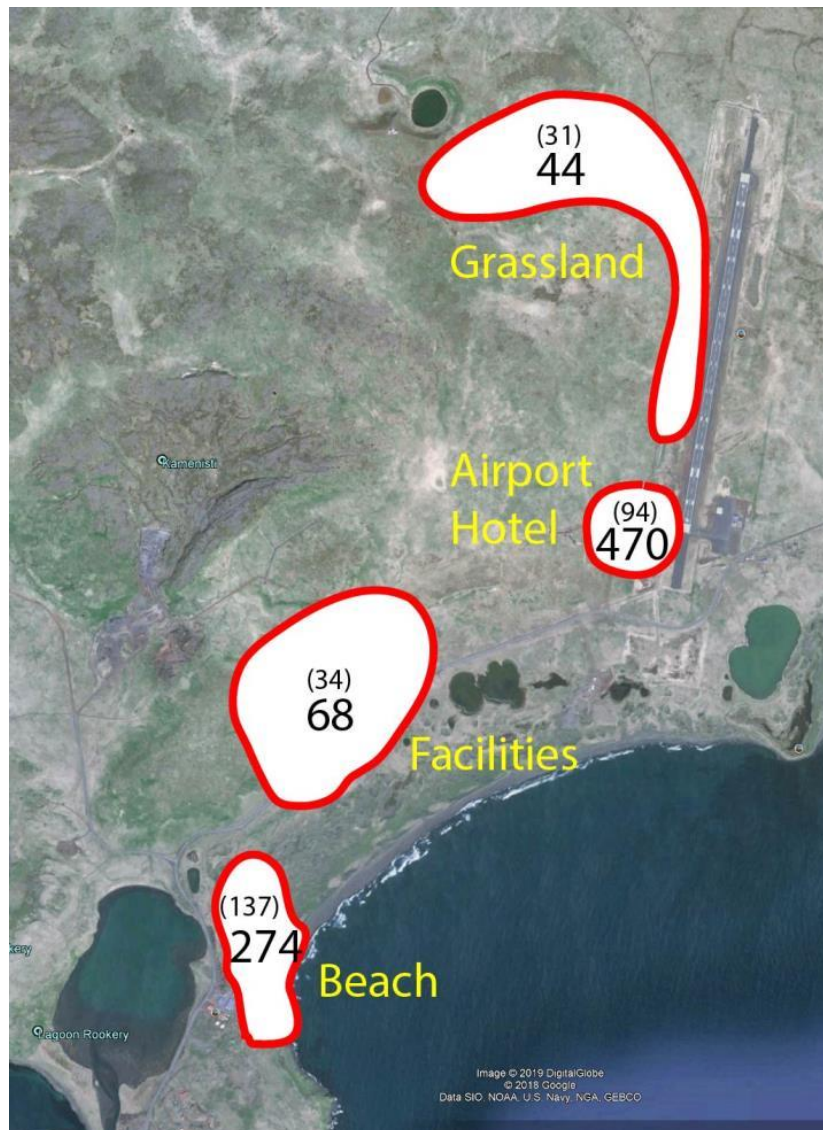 (31)
44
Grassland
Kamenisti
Airport
Hotel
(94)
470
(34)
68
Facilities
(137)
274
Beach
kery
Lagoon Rookery
Image © 2019 DigitalGlobe
© 2018 Google
Data SIO, NOAA, U.S. Navy, NGA, GEBCO